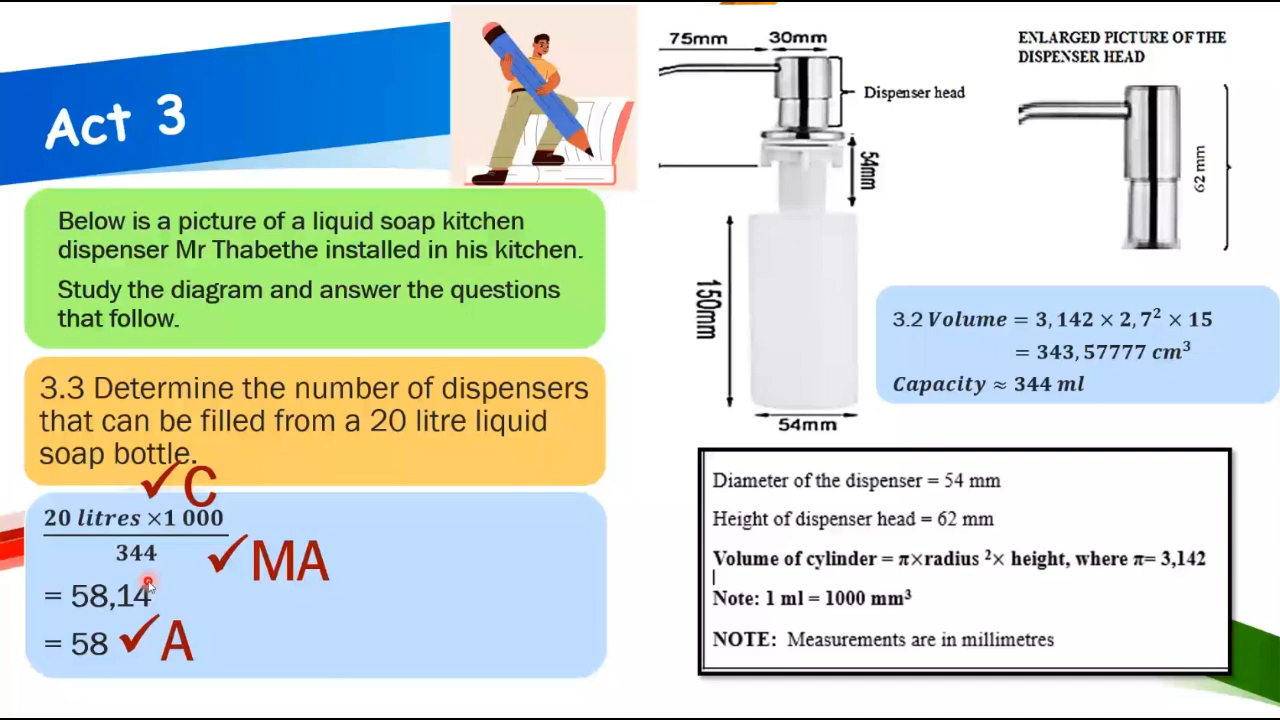 Act 3
Below is a picture of a liquid soap kitchen
dispenser Mr Thabethe installed in his kitchen.
Study the diagram and answer the questions
that follow.
3.3 Determine the number of dispensers
that can be filled from a 20 litre liquid
soap bottle.
✓C
20 litres ×1 000
344
✓MA
= 58,14
= 58 ✓A
75mm
30mm
Dispenser head
54mm
150mm
54mm
ENLARGED PICTURE OF THE
DISPENSER HEAD
62 mm
3.2 Volume = 3, 142 × 2, 7² × 15
= 343, 57777 cm³
Capacity ≈ 344 ml
Diameter of the dispenser = 54 mm
Height of dispenser head = 62 mm
Volume of cylinder = π×radius ²× height, where π= 3,142
Note: 1 ml = 1000 mm³
NOTE: Measurements are in millimetres